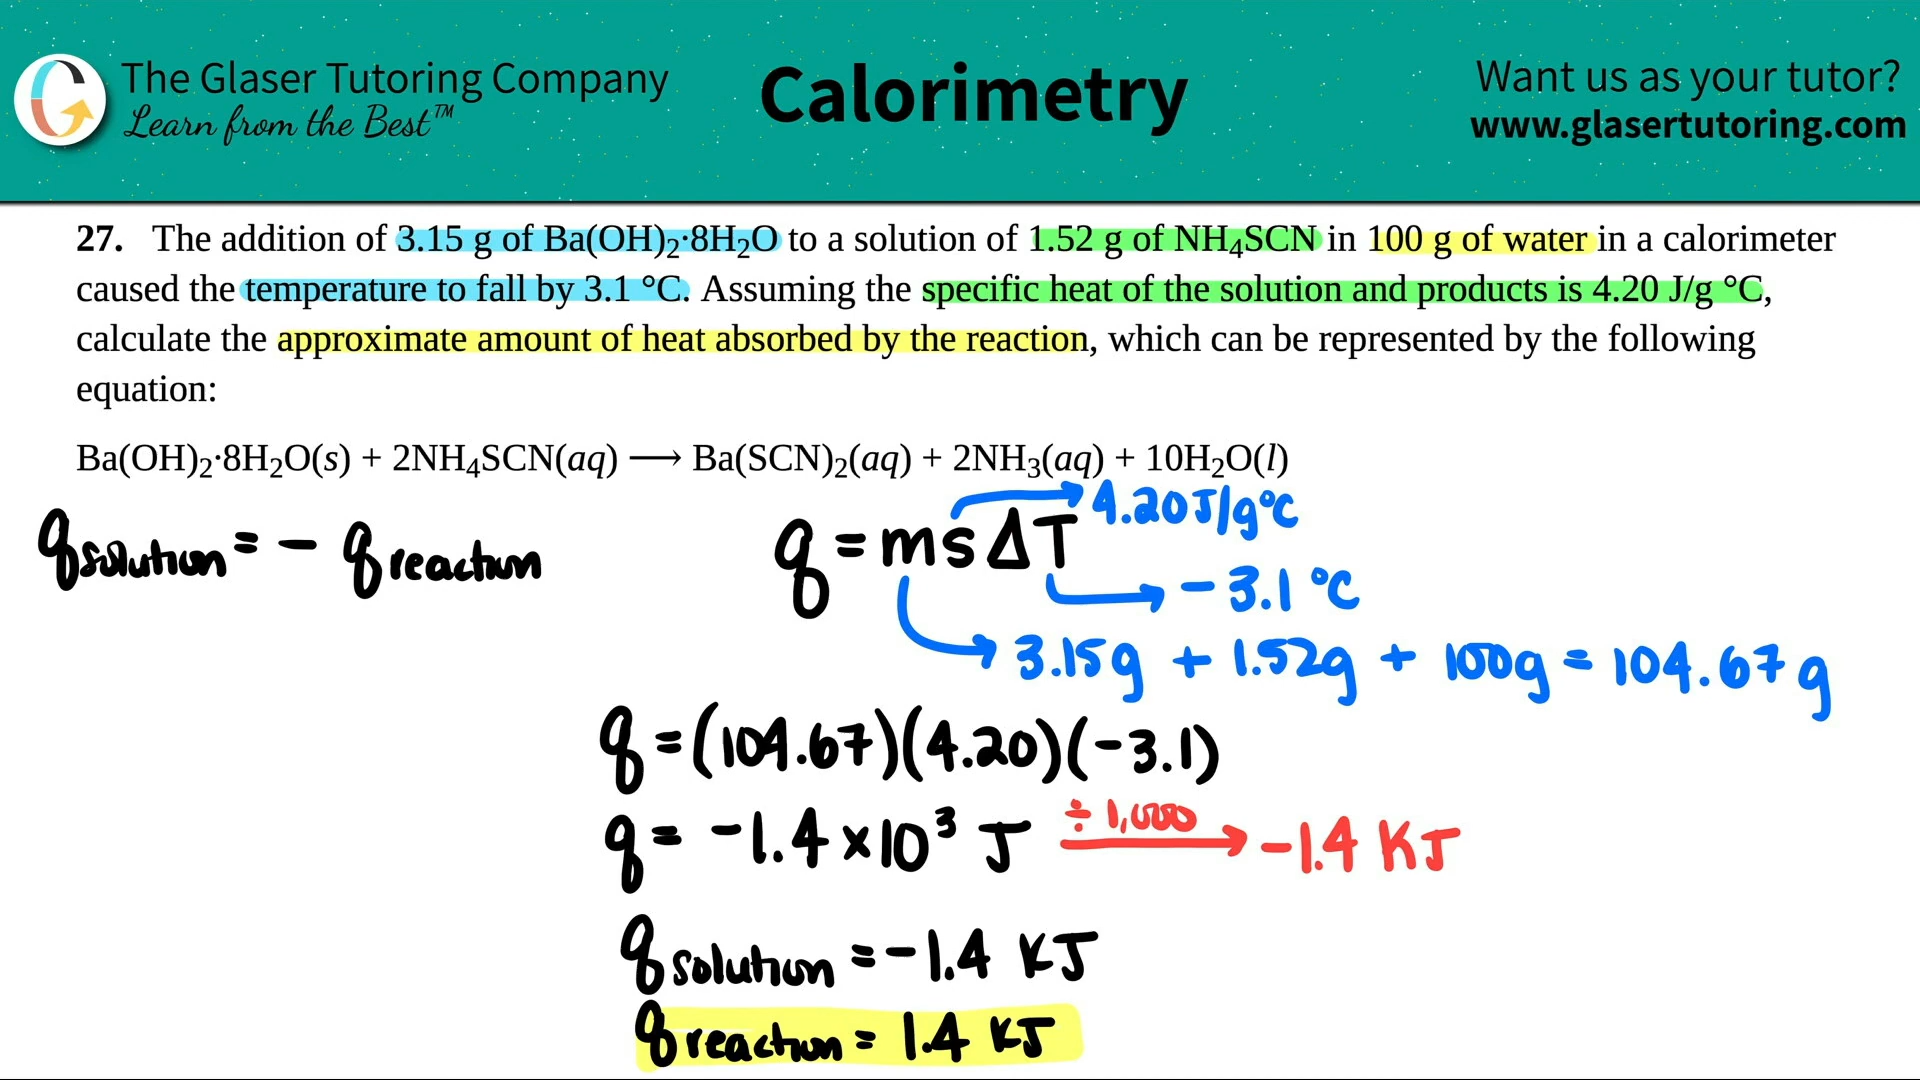 The Glaser Tutoring Company
Learn from the Best™
Calorimetry
Want us as your tutor?
www.glasertutoring.com
27. The addition of 3.15 g of Ba(OH)₂·8H₂O to a solution of 1.52 g of NH₄SCN in 100 g of water in a calorimeter
caused the temperature to fall by 3.1 °C. Assuming the specific heat of the solution and products is 4.20 J/g °C,
calculate the approximate amount of heat absorbed by the reaction, which can be represented by the following
equation:
Ba(OH)₂·8H₂O(s) + 2NH₄SCN(aq) ⟶ Ba(SCN)₂(aq) + 2NH₃(aq) + 10H₂O(l)
q solution = - q reaction
q = msΔT
4.20 J/g°C
-3.1 °C
3.15g + 1.52g + 100g = 104.67 g
q = (104.67)(4.20)(-3.1)
q = -1.4 x 10³ J ÷ 1,000 -1.4 KJ
q solution = -1.4 KJ
q reaction = 1.4 KJ